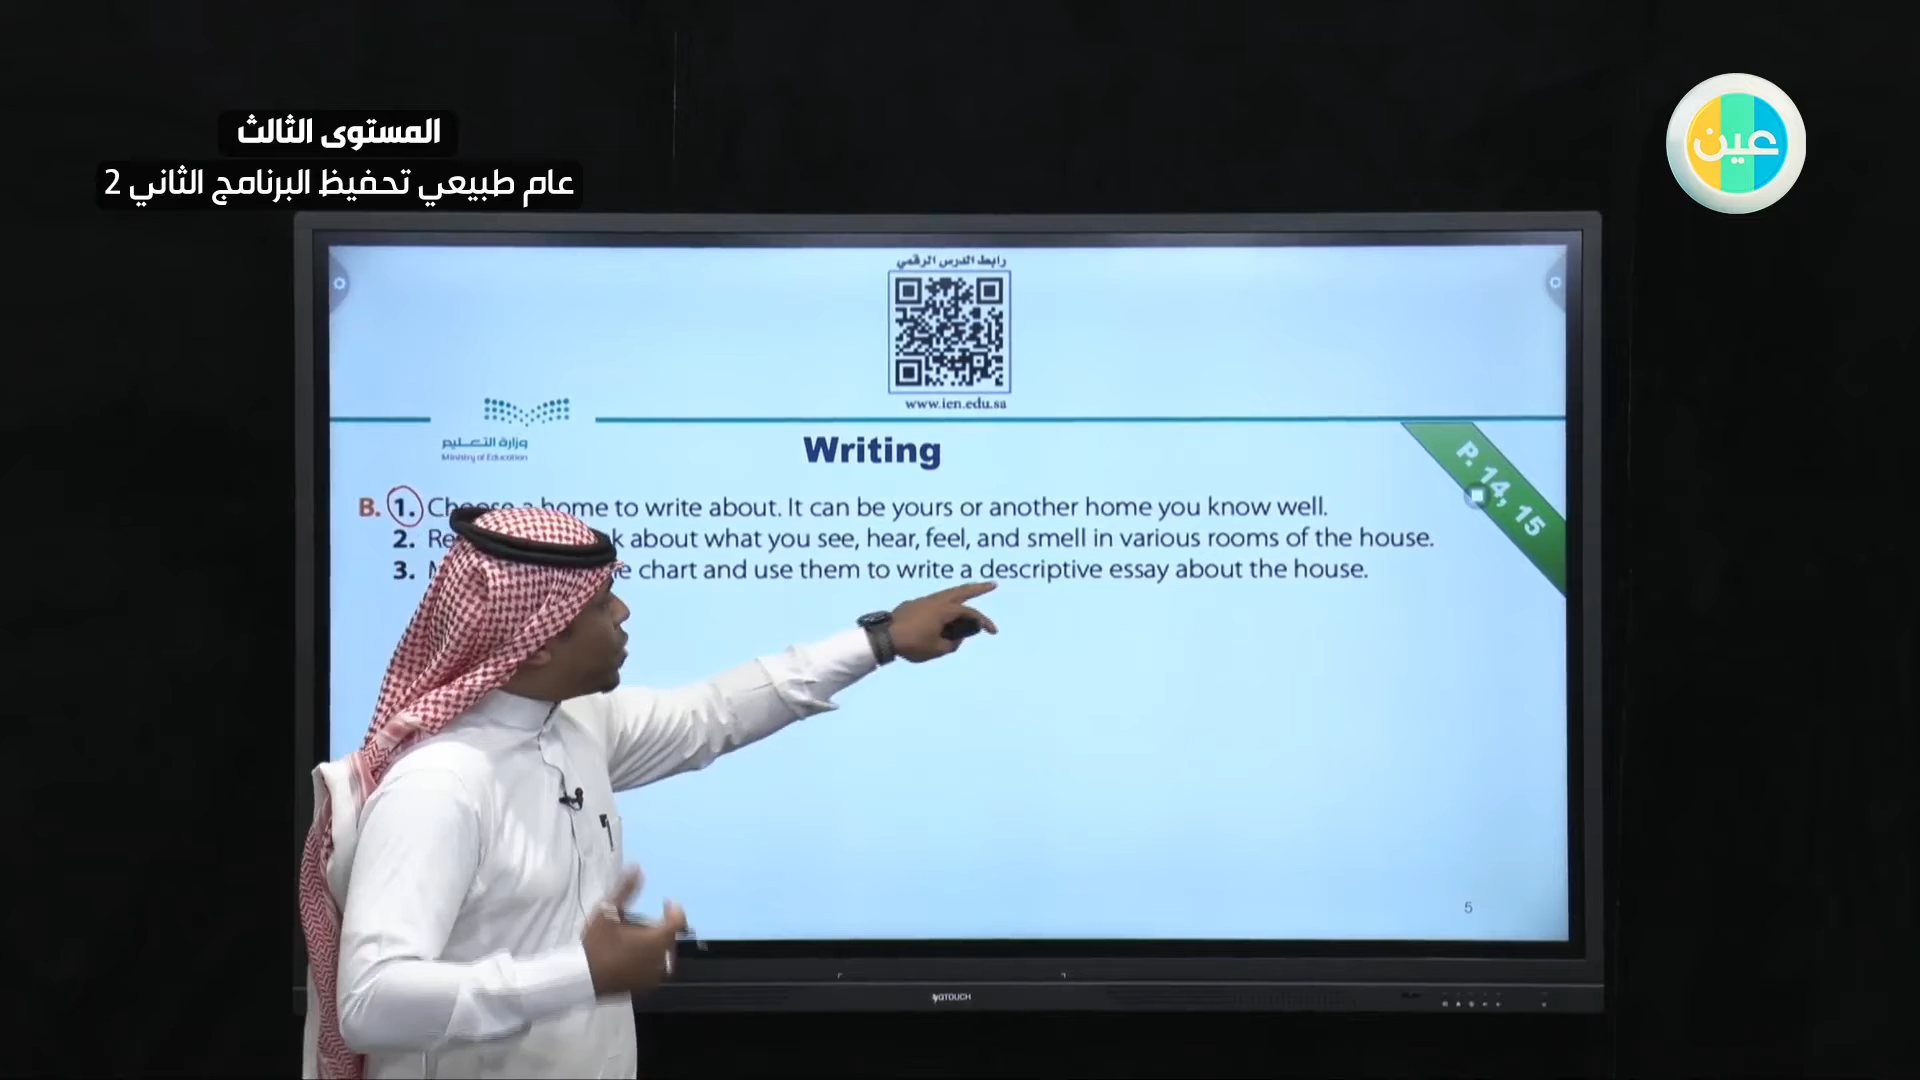 المستوى الثالث
عام طبيعي تحفيظ البرنامج الثاني 2
عين
رابط الدرس الرقمي
www.ien.edu.sa
وزارة التعليم
Ministry of Education
Writing
P. 14, 15
B. 1. Choose a home to write about. It can be yours or another home you know well.
2. about what you see, hear, feel, and smell in various rooms of the house.
3. chart and use them to write a descriptive essay about the house.
5
QTOUCH